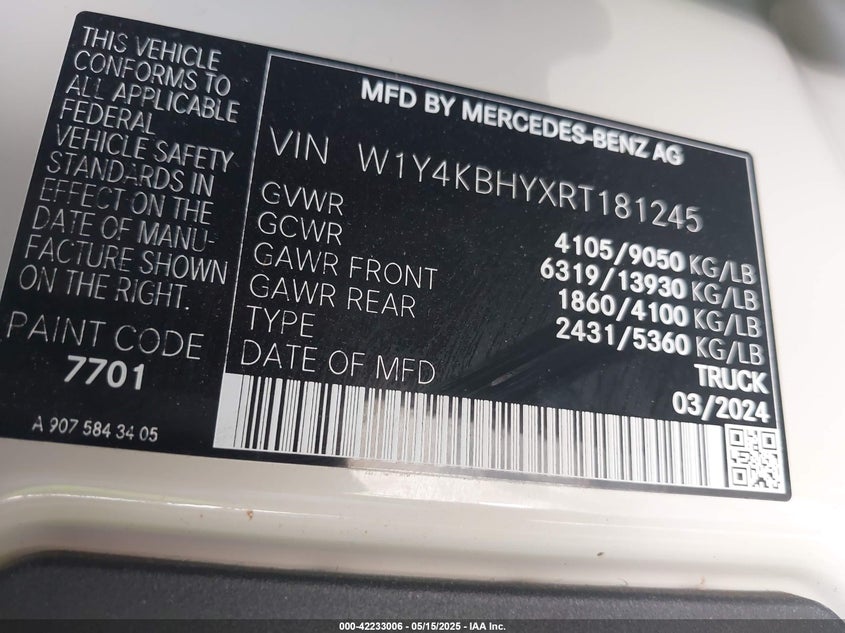 THIS VEHICLE
CONFORMS TO
ALL APPLICABLE
FEDERAL
VEHICLE SAFETY
STANDARDS IN
EFFECT ON THE
DATE OF MANU-
FACTURE SHOWN
ON THE RIGHT.
PAINT CODE
7701
A 907 584 34 05
MFD BY MERCEDES-BENZ AG
VIN W1Y4KBHYXRT181245
GVWR 4105/9050 KG/LB
GCWR 6319/13930 KG/LB
GAWR FRONT 1860/4100 KG/LB
GAWR REAR 2431/5360 KG/LB
TYPE TRUCK
DATE OF MFD 03/2024
000-42233006 - 05/15/2025 - IAA Inc.